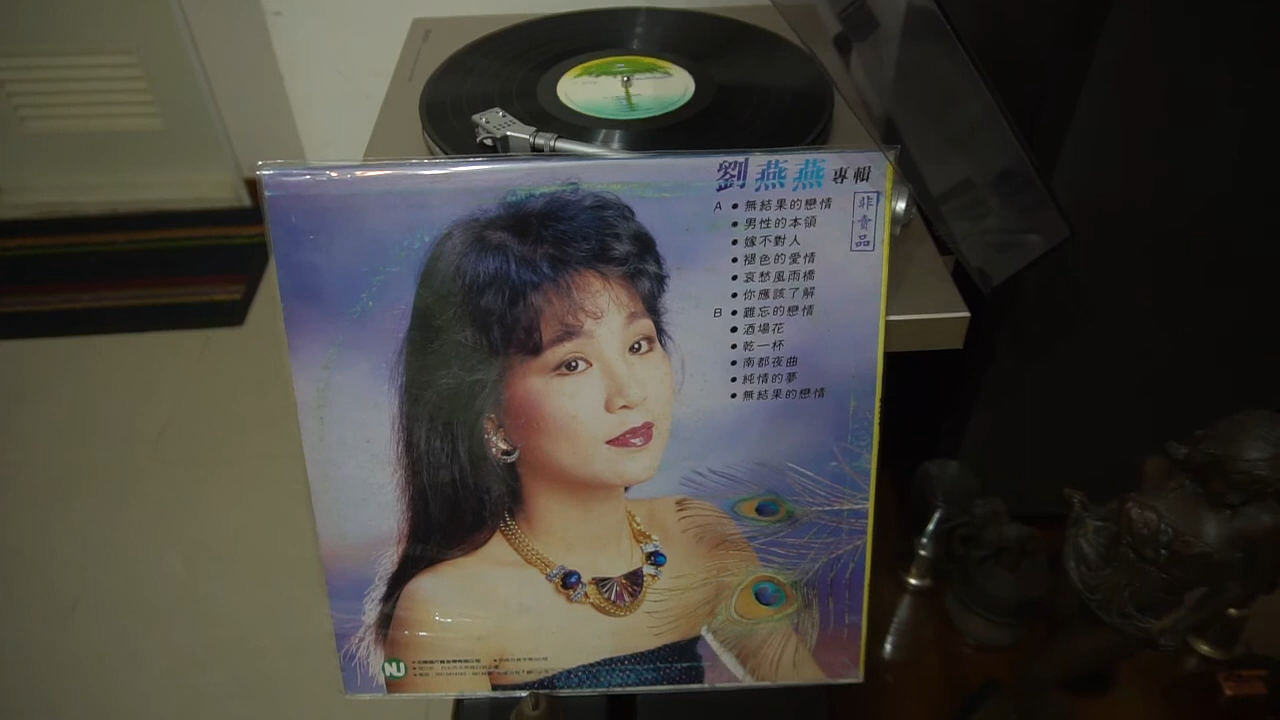 劉燕燕專輯
非賣品
A ●無結果的戀情
●男性的本領
●嫁不對人
●褪色的愛情
●哀愁風雨橋
●你應該了解
B ●難忘的戀情
●酒場花
●乾一杯
●南都夜曲
●純情的夢
●無結果的戀情
NJ